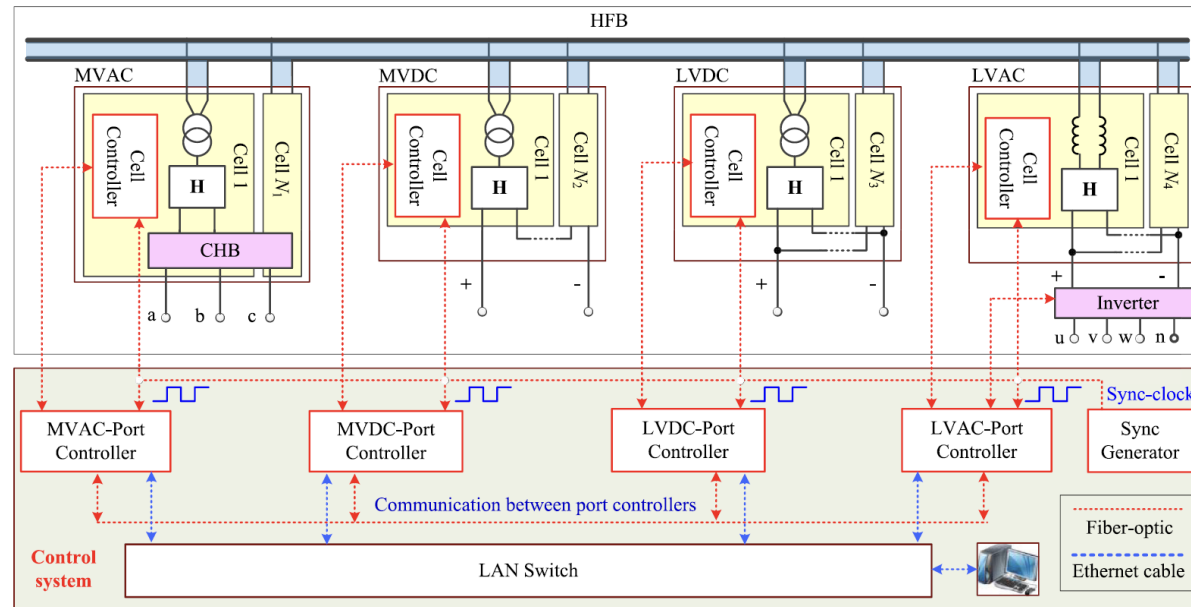 HFB
MVAC
MVDC
LVDC
LVAC
Cell
Controller
H
Cell 1
Cell N₁
CHB
a
b
c
Cell
Controller
H
Cell 1
Cell N₂
+
-
Cell
Controller
H
Cell 1
Cell N₃
+
-
Cell
Controller
H
Cell 1
Cell N₄
+
-
Inverter
u
v
w
n
Sync-clock
MVAC-Port
Controller
MVDC-Port
Controller
LVDC-Port
Controller
LVAC-Port
Controller
Sync
Generator
Communication between port controllers
Control
system
LAN Switch
Fiber-optic
Ethernet cable